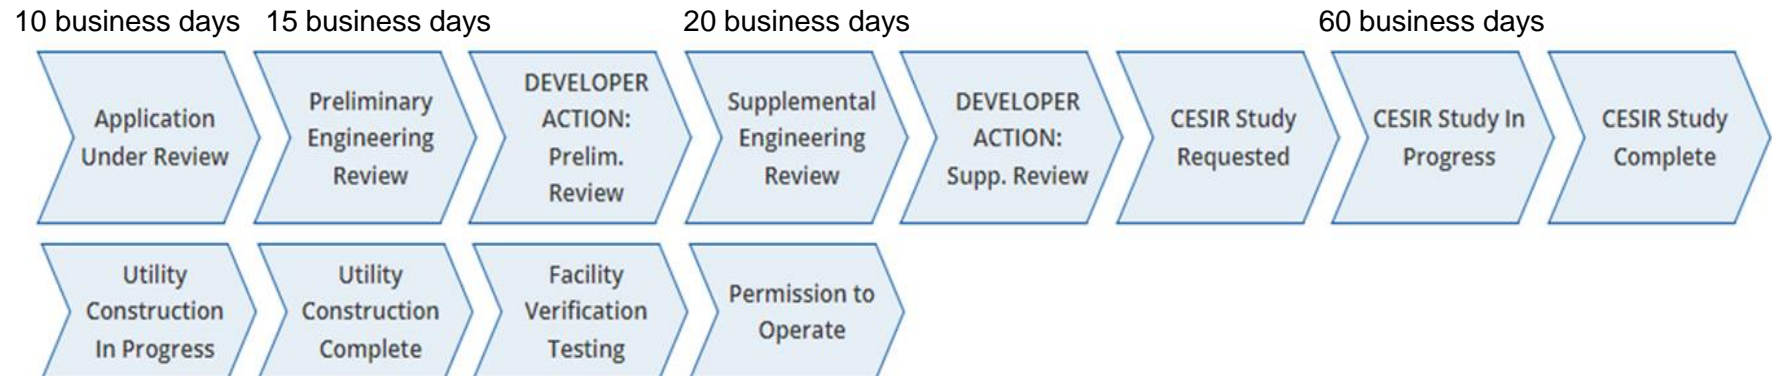 10 business days
15 business days
20 business days
60 business days
Application
Under Review
Preliminary
Engineering
Review
DEVELOPER
ACTION:
Prelim.
Review
Supplemental
Engineering
Review
DEVELOPER
ACTION:
Supp. Review
CESIR Study
Requested
CESIR Study In
Progress
CESIR Study
Complete
Utility
Construction
In Progress
Utility
Construction
Complete
Facility
Verification
Testing
Permission to
Operate